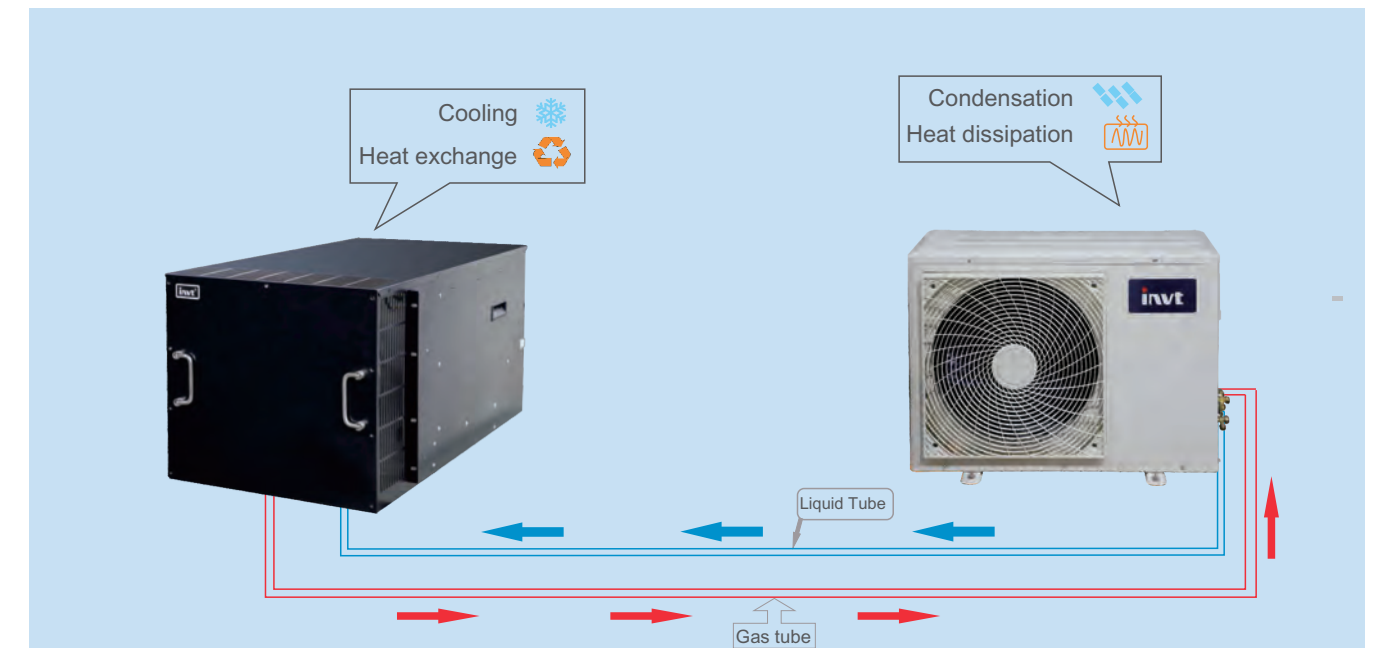 Cooling
Heat exchange
Condensation
Heat dissipation
invt
invt
Liquid Tube
Gas tube